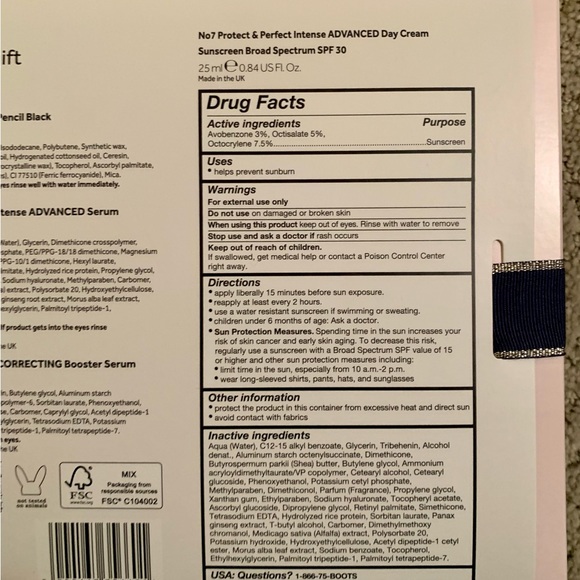 ift
Pencil Black
Isododecane, Polybutene, Synthetic wax,
oil, Hydrogenated cottonseed oil, Ceresin,
ocrystalline wax), Tocopherol, Ascorbyl palmitate,
s), CI 77510 (Ferric ferrocyanide), Mica.
res rinse well with water immediately.
tense ADVANCED Serum
Water), Glycerin, Dimethicone crosspolymer,
sphate, PEG/PPG-18/18 dimethicone, Magnesium
PPG-10/1 dimethicone, Hexyl laurate,
lmitate, Hydrolyzed rice protein, Propylene glycol,
Sodium hyaluronate, Methylparaben, Carbomer,
a) extract, Polysorbate 20, Hydroxyethylcellulose,
ginseng root extract, Morus alba leaf extract,
exylglycerin, Palmitoyl tripeptide-1,
If product gets into the eyes rinse
he UK
CORRECTING Booster Serum
in, Butylene glycol, Aluminum starch
polymer-6, Sorbitan laurate, Phenoxyethanol,
se, Carbomer, Caprylyl glycol, Acetyl dipeptide-1
ylglycerin, Tetrasodium EDTA, Potassium
tripeptide-1, Palmitoyl tetrapeptide-7.
n eyes.
he UK
not tested
on animals
FSC
www.fsc.org
MIX
Packaging from
responsible sources
FSC® C104002
No7 Protect & Perfect Intense ADVANCED Day Cream
Sunscreen Broad Spectrum SPF 30
25 ml ℮ 0.84 US Fl. Oz.
Made in the UK
Drug Facts
Active ingredients Purpose
Avobenzone 3%, Octisalate 5%,
Octocrylene 7.5%........................................Sunscreen
Uses
• helps prevent sunburn
Warnings
For external use only
Do not use on damaged or broken skin
When using this product keep out of eyes. Rinse with water to remove
Stop use and ask a doctor if rash occurs
Keep out of reach of children.
If swallowed, get medical help or contact a Poison Control Center
right away.
Directions
• apply liberally 15 minutes before sun exposure.
• reapply at least every 2 hours.
• use a water resistant sunscreen if swimming or sweating.
• children under 6 months of age: Ask a doctor.
• Sun Protection Measures. Spending time in the sun increases your
risk of skin cancer and early skin aging. To decrease this risk,
regularly use a sunscreen with a Broad Spectrum SPF value of 15
or higher and other sun protection measures including:
• limit time in the sun, especially from 10 a.m.-2 p.m.
• wear long-sleeved shirts, pants, hats, and sunglasses
Other information
• protect the product in this container from excessive heat and direct sun
• avoid contact with fabrics
Inactive ingredients
Aqua (Water), C12-15 alkyl benzoate, Glycerin, Tribehenin, Alcohol
denat., Aluminum starch octenylsuccinate, Dimethicone,
Butyrospermum parkii (Shea) butter, Butylene glycol, Ammonium
acryloyldimethyltaurate/VP copolymer, Cetearyl alcohol, Cetearyl
glucoside, Phenoxyethanol, Potassium cetyl phosphate,
Methylparaben, Dimethiconol, Parfum (Fragrance), Propylene glycol,
Xanthan gum, Ethylparaben, Sodium hyaluronate, Tocopheryl acetate,
Ascorbyl glucoside, Dipropylene glycol, Retinyl palmitate, Simethicone,
Tetrasodium EDTA, Hydrolyzed rice protein, Sorbitan laurate, Panax
ginseng extract, T-butyl alcohol, Carbomer, Dimethylmethoxy
chromanol, Medicago sativa (Alfalfa) extract, Polysorbate 20,
Potassium hydroxide, Hydroxyethylcellulose, Acetyl dipeptide-1 cetyl
ester, Morus alba leaf extract, Sodium benzoate, Tocopherol,
Ethylhexylglycerin, Palmitoyl tripeptide-1, Palmitoyl tetrapeptide-7.
USA: Questions? 1-866-75-BOOTS